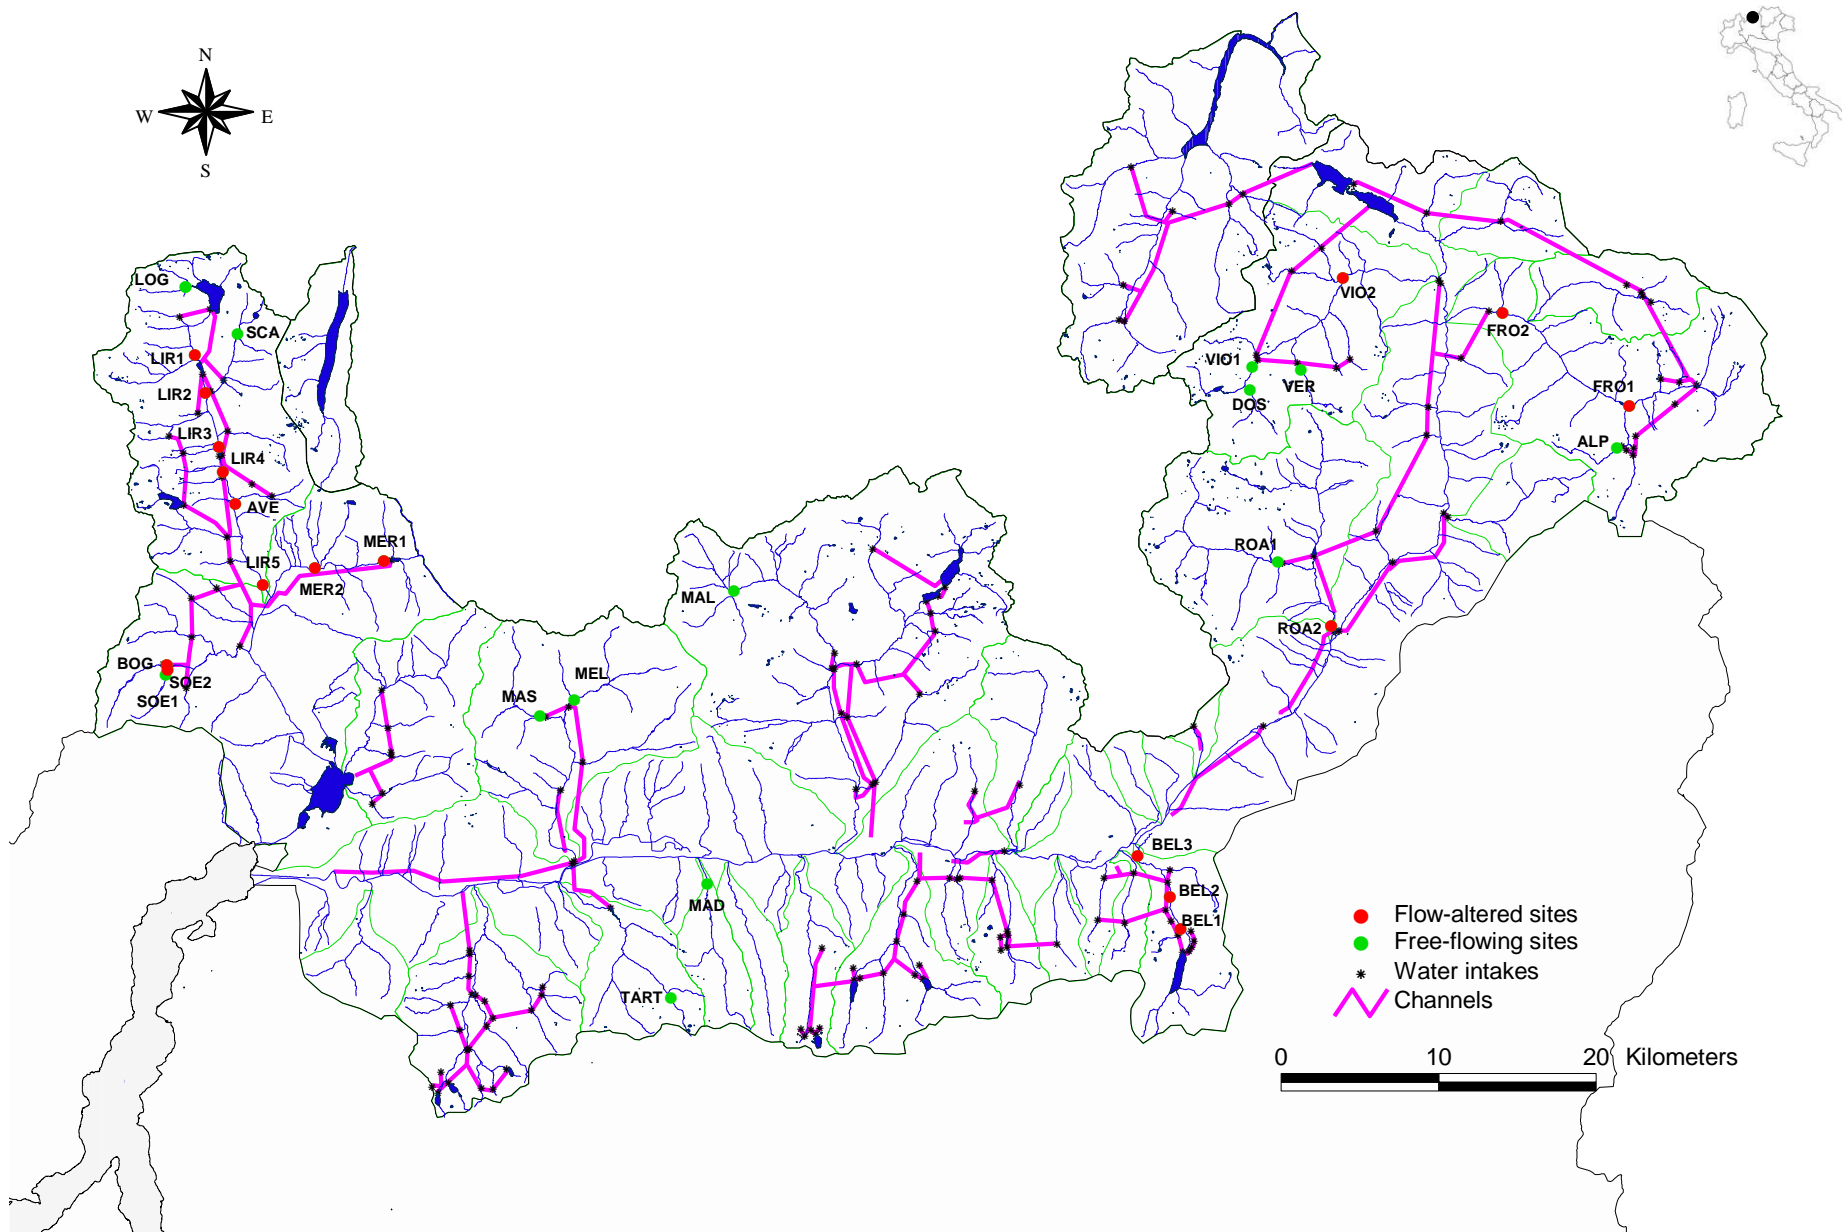 N
W E
S
LOG
SCA
LIR1
LIR2
LIR3
LIR4
AVE
LIR5
MER1
MER2
BOG
SOE2
SOE1
MAS
MEL
MAL
MAD
TART
VIO2
VIO1
VER
DOS
FRO2
FRO1
ALP
ROA1
ROA2
BEL3
BEL2
BEL1
Flow-altered sites
Free-flowing sites
Water intakes
Channels
0 10 20 Kilometers